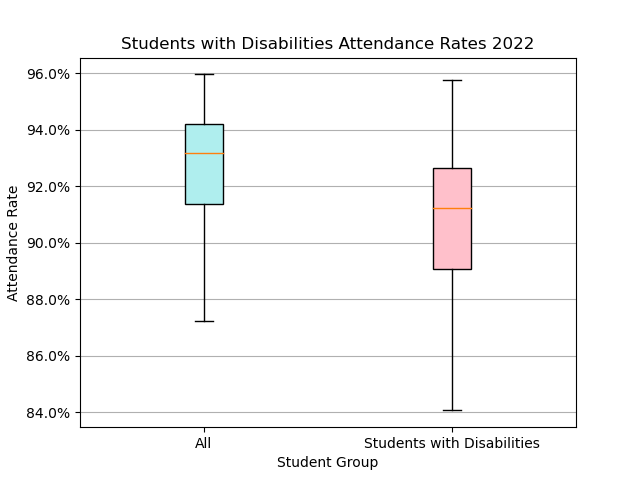 Students with Disabilities Attendance Rates 2022
96.0%
94.0%
92.0%
90.0%
88.0%
86.0%
84.0%
Attendance Rate
All
Students with Disabilities
Student Group